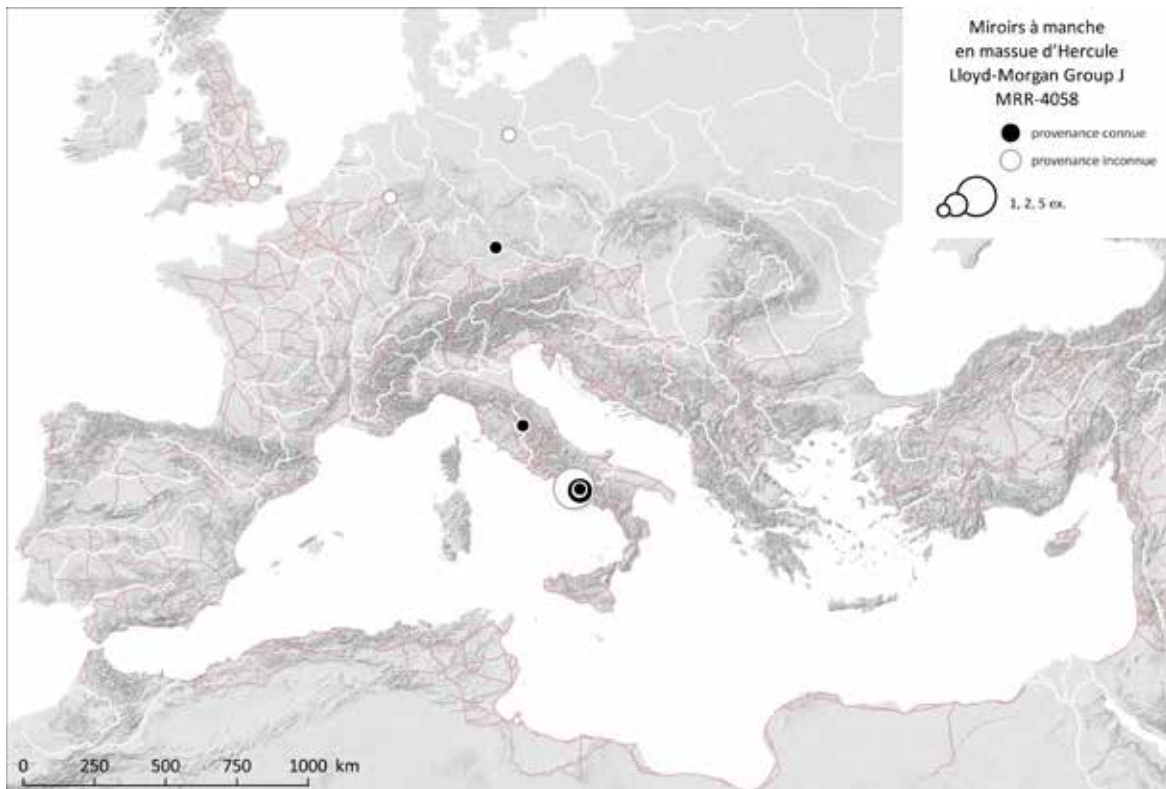 Miroirs à manche
en massue d'Hercule
Lloyd-Morgan Group J
MRR-4058
provenance connue
provenance inconnue
1, 2, 5 ex.
0 250 500 750 1000 km